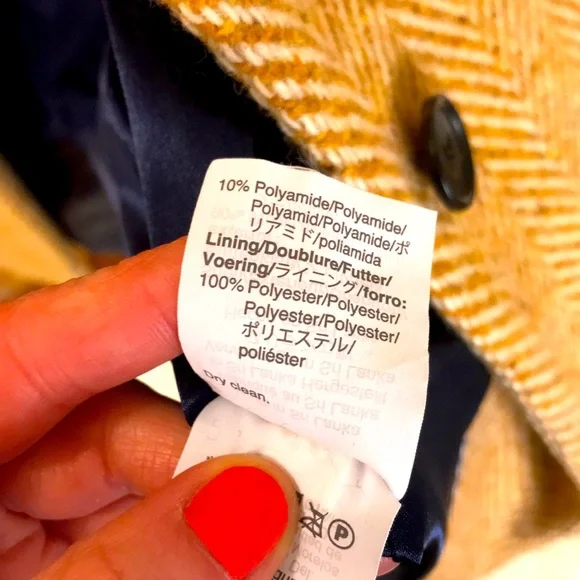 10% Polyamide/Polyamide/
Polyamid/Polyamide/ポ
リアミド/poliamida
Lining/Doublure/Futter/
Voering/ライニング/forro:
100% Polyester/Polyester/
Polyester/Polyester/
ポリエステル/
poliéster
Dry clean.
P